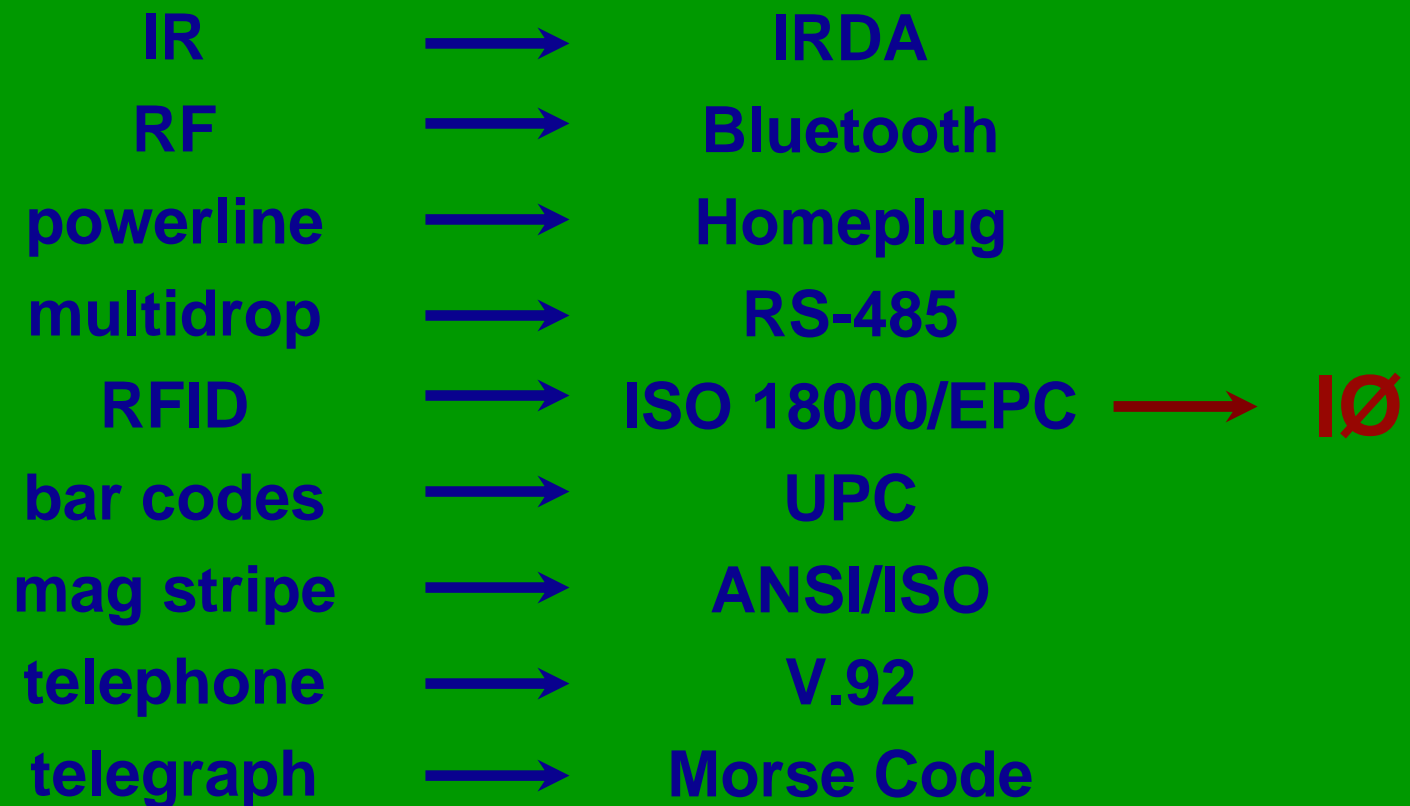 IR IRDA
RF Bluetooth
powerline Homeplug
multidrop RS-485
RFID ISO 18000/EPC IØ
bar codes UPC
mag stripe ANSI/ISO
telephone V.92
telegraph Morse Code